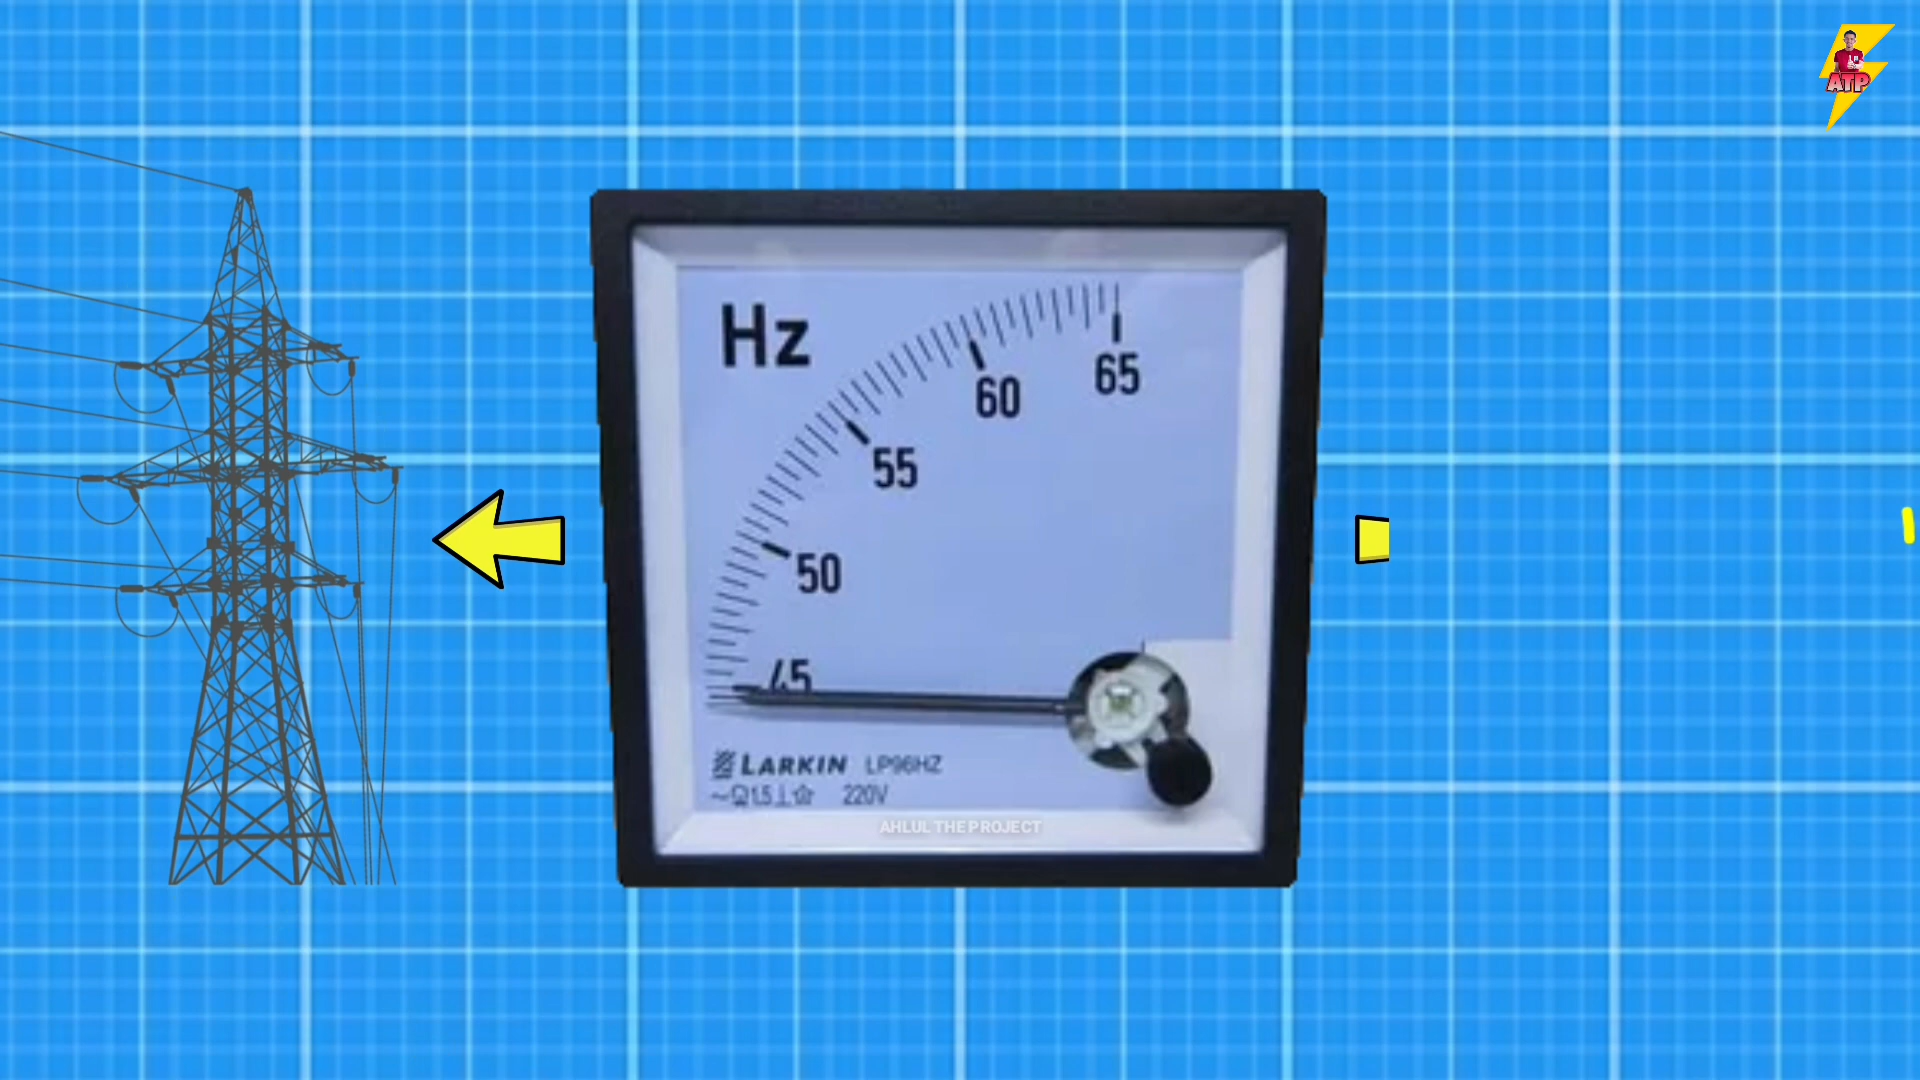 ATP
Hz
65
60
55
50
45
LARKIN LP96HZ
1.5 220V
AHLUL THE PROJECT